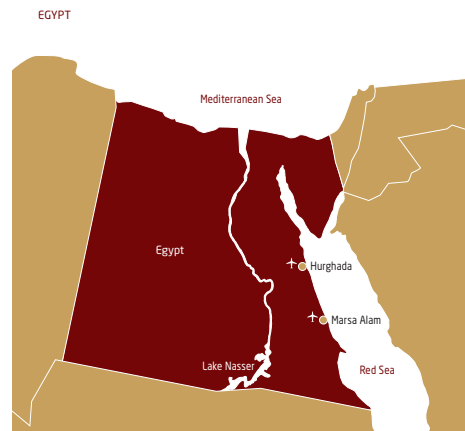 EGYPT
Mediterranean Sea
Egypt
Hurghada
Marsa Alam
Lake Nasser
Red Sea